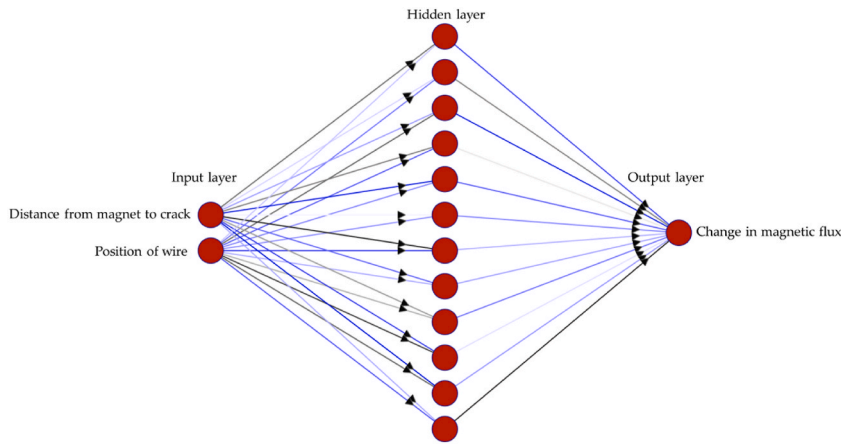 Hidden layer
Input layer
Output layer
Distance from magnet to crack
Change in magnetic flux
Position of wire